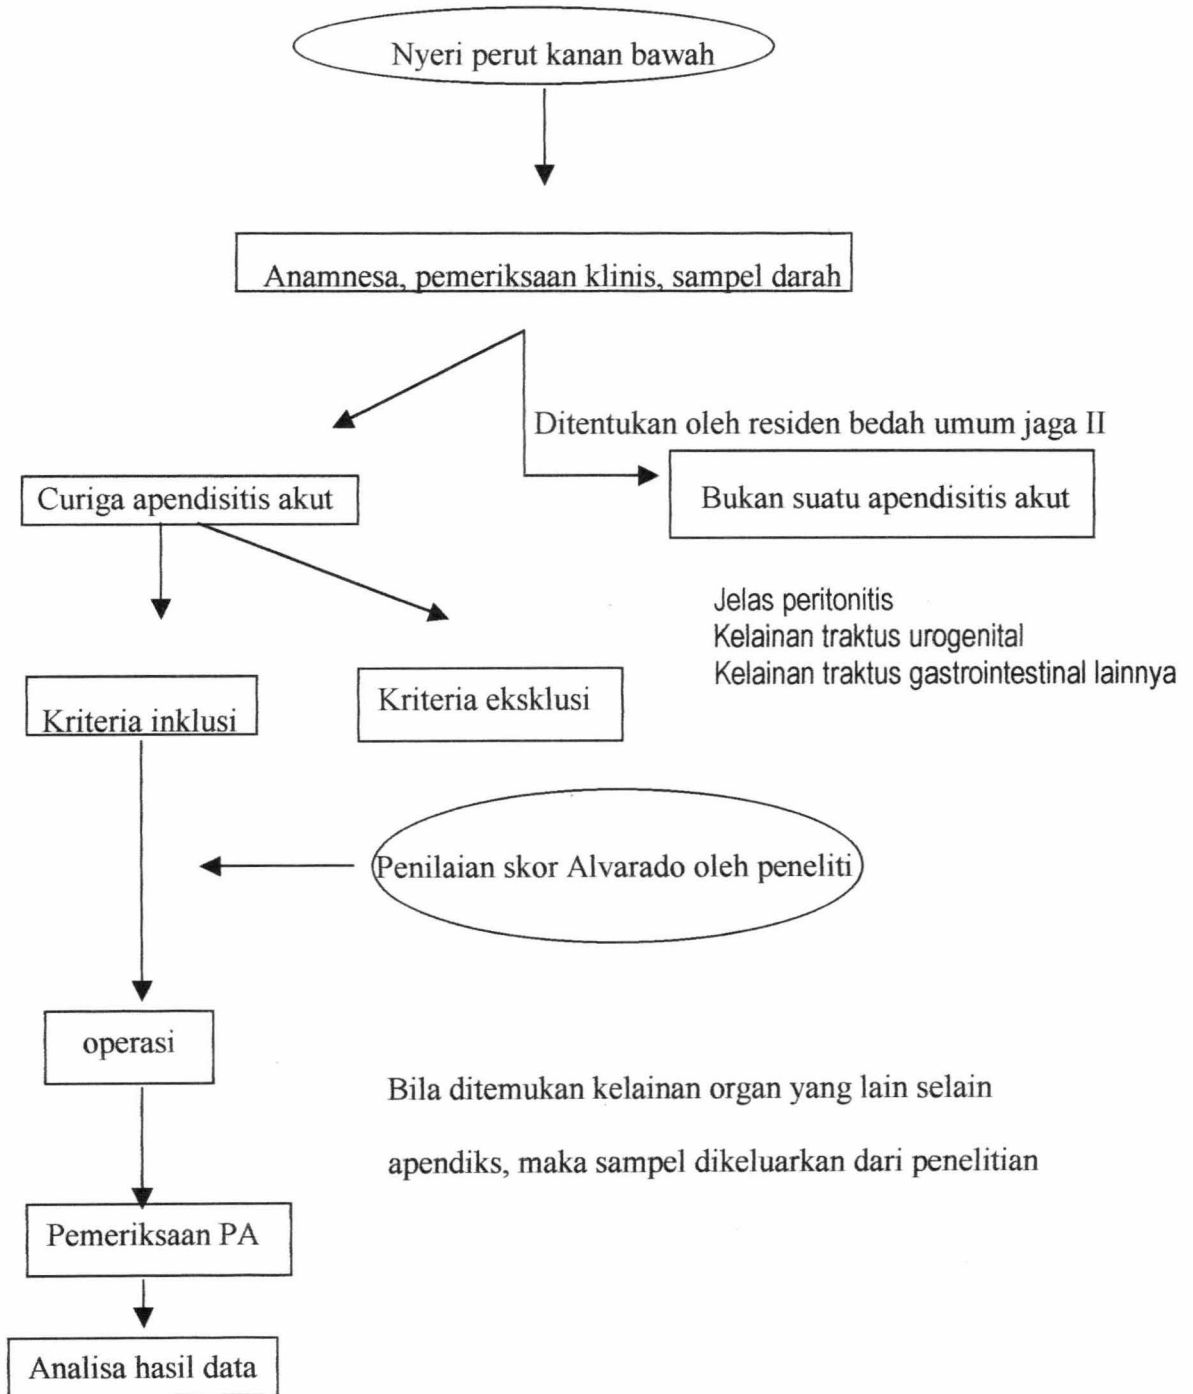 Nyeri perut kanan bawah
Anamnesa, pemeriksaan klinis, sampel darah
Ditentukan oleh residen bedah umum jaga II
Curiga apendisitis akut
Bukan suatu apendisitis akut
Jelas peritonitis
Kelainan traktus urogenital
Kelainan traktus gastrointestinal lainnya
Kriteria inklusi
Kriteria eksklusi
Penilaian skor Alvarado oleh peneliti
operasi
Bila ditemukan kelainan organ yang lain selain
apendiks, maka sampel dikeluarkan dari penelitian
Pemeriksaan PA
Analisa hasil data